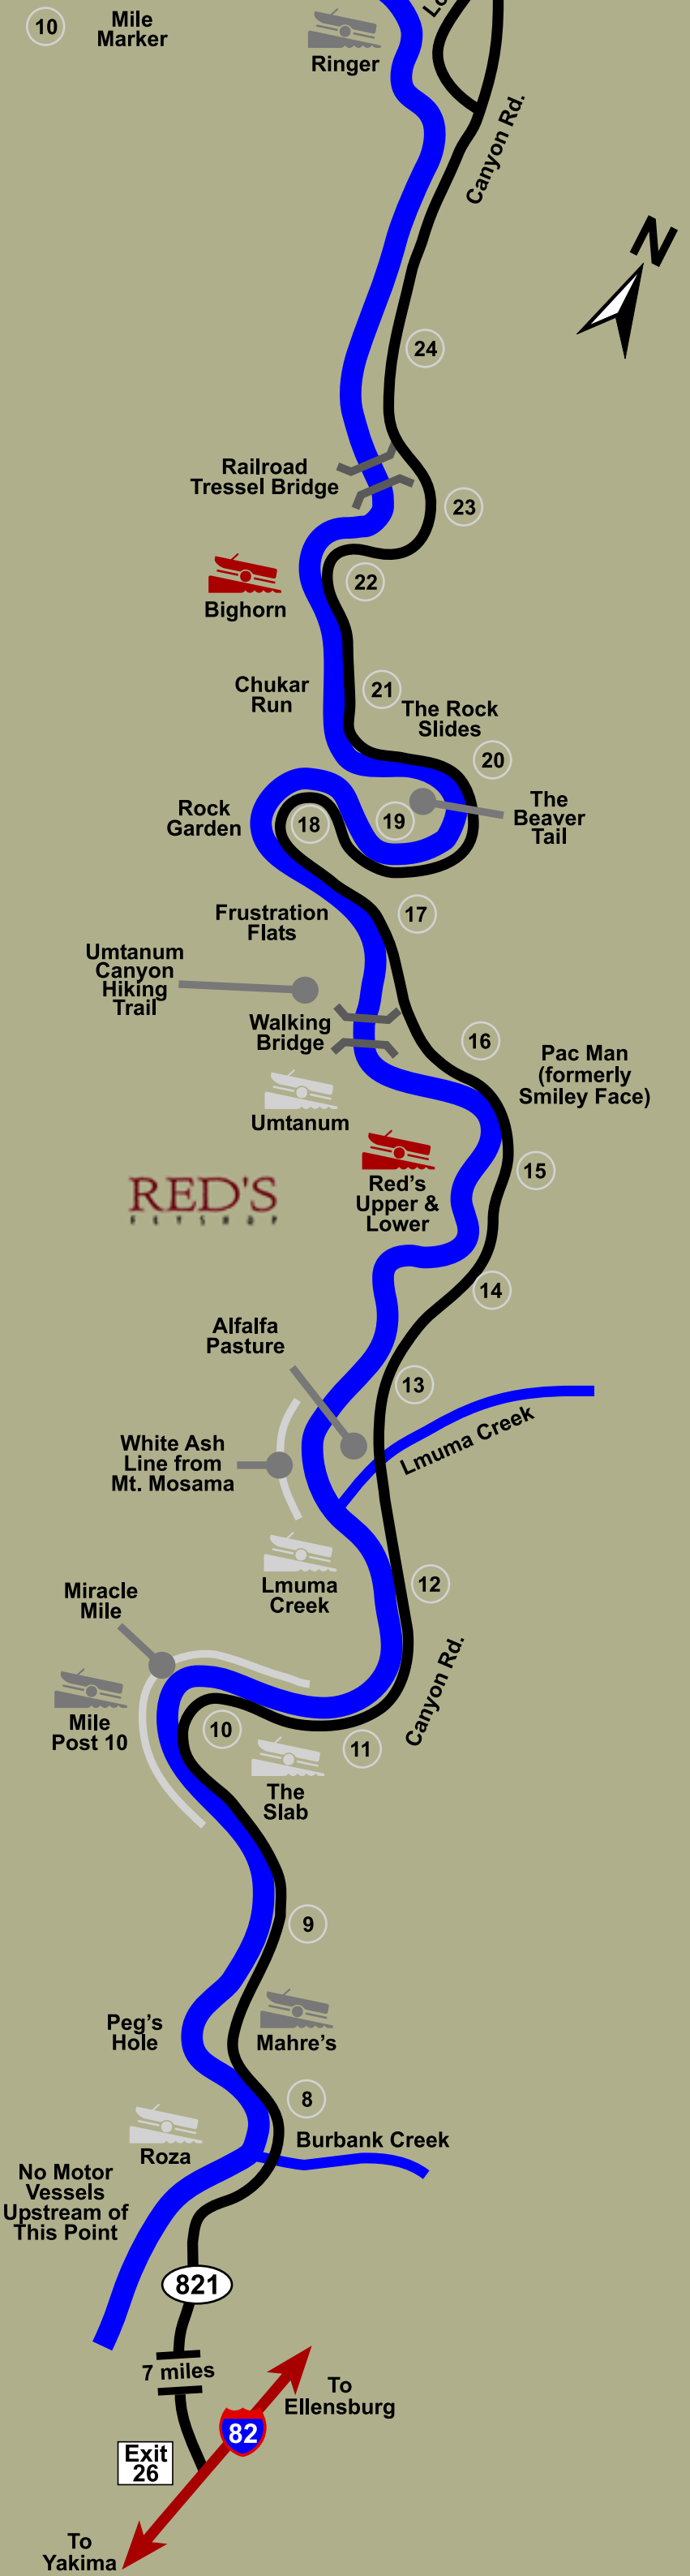 10
Mile
Marker
Ringer
Lo
Canyon Rd.
N
24
Railroad
Tressel Bridge
23
22
Bighorn
21
Chukar
Run
The Rock
Slides
20
The
Beaver
Tail
19
18
Rock
Garden
17
Frustration
Flats
Umtanum
Canyon
Hiking
Trail
Walking
Bridge
16
Pac Man
(formerly
Smiley Face)
Umtanum
15
Red's
Upper &
Lower
RED'S
FLYSHOP
14
Alfalfa
Pasture
13
Lmuma Creek
White Ash
Line from
Mt. Mosama
12
Lmuma
Creek
Miracle
Mile
Canyon Rd.
Mile
Post 10
10
11
The
Slab
9
Peg's
Hole
Mahre's
8
Roza
Burbank Creek
No Motor
Vessels
Upstream of
This Point
821
7 miles
To
Ellensburg
82
Exit
26
To
Yakima